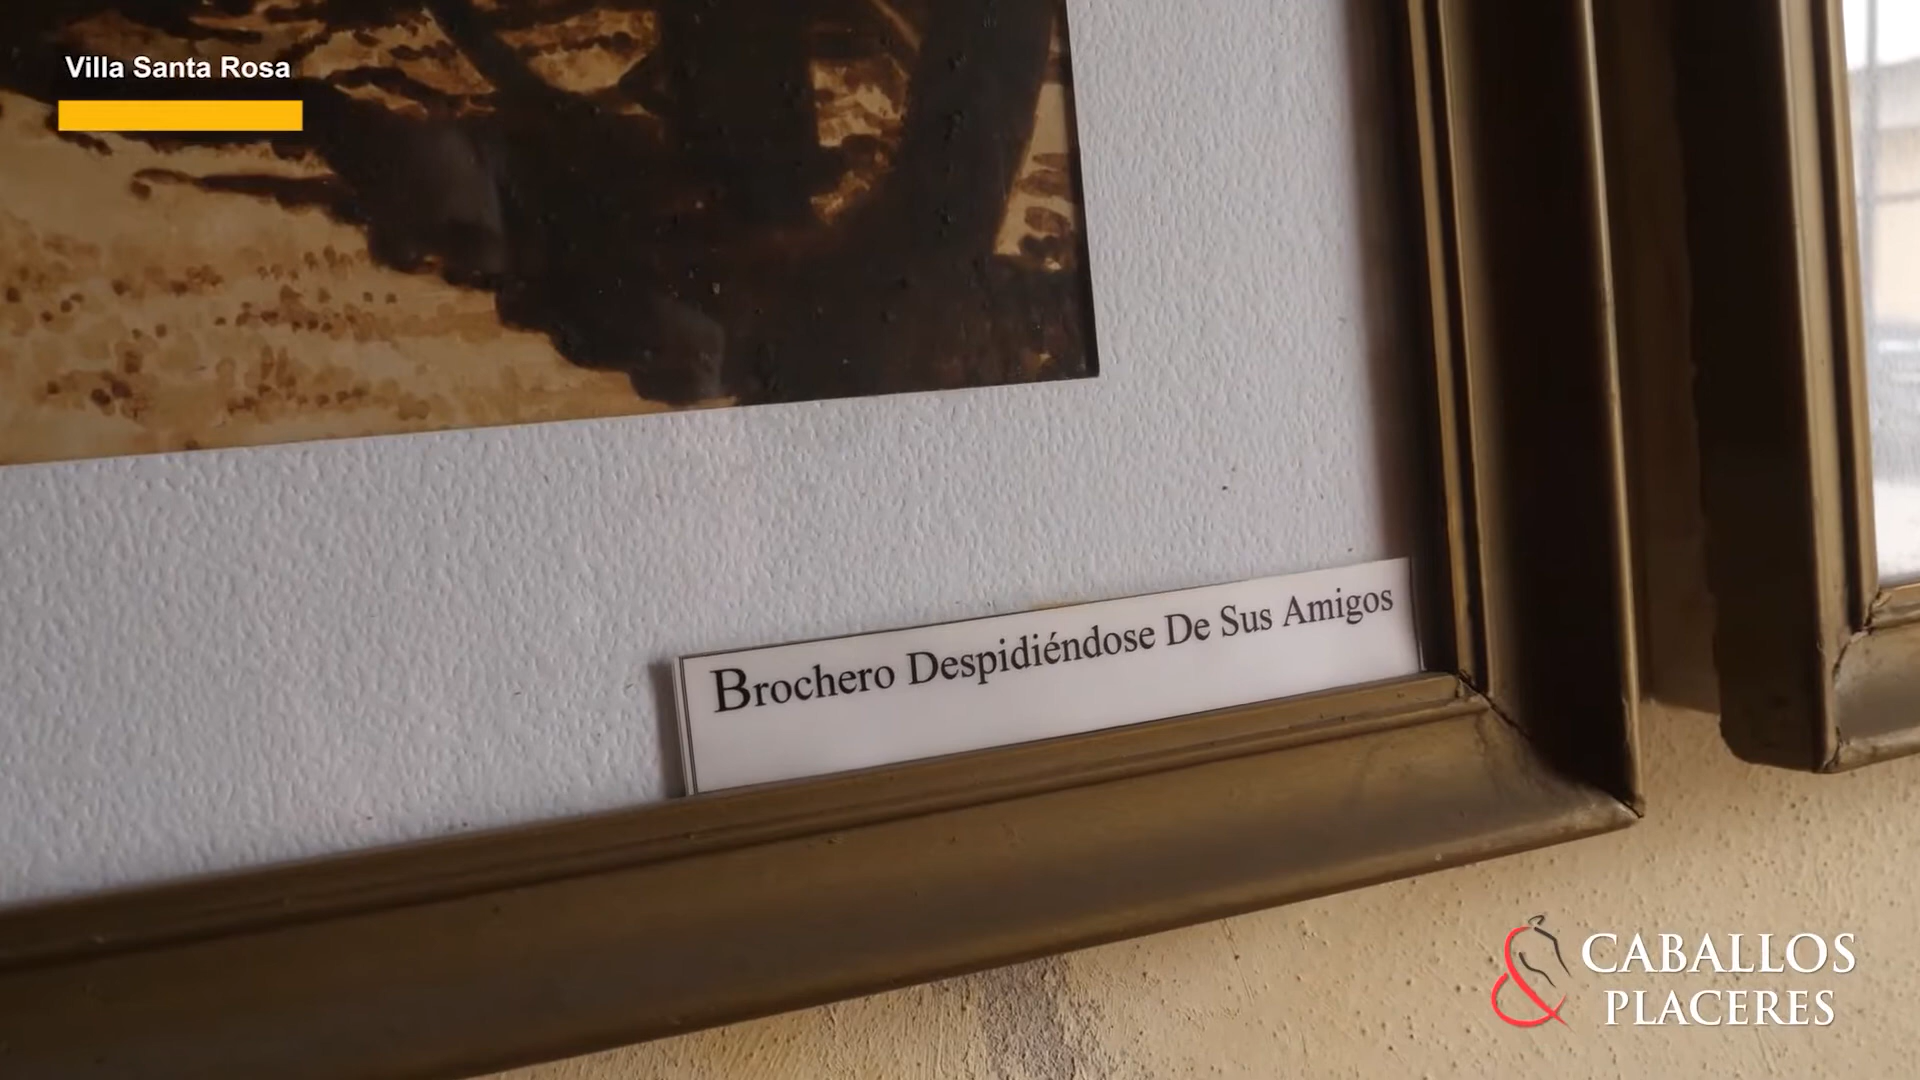 Villa Santa Rosa
Brochero Despidiéndose De Sus Amigos
CABALLOS
& PLACERES